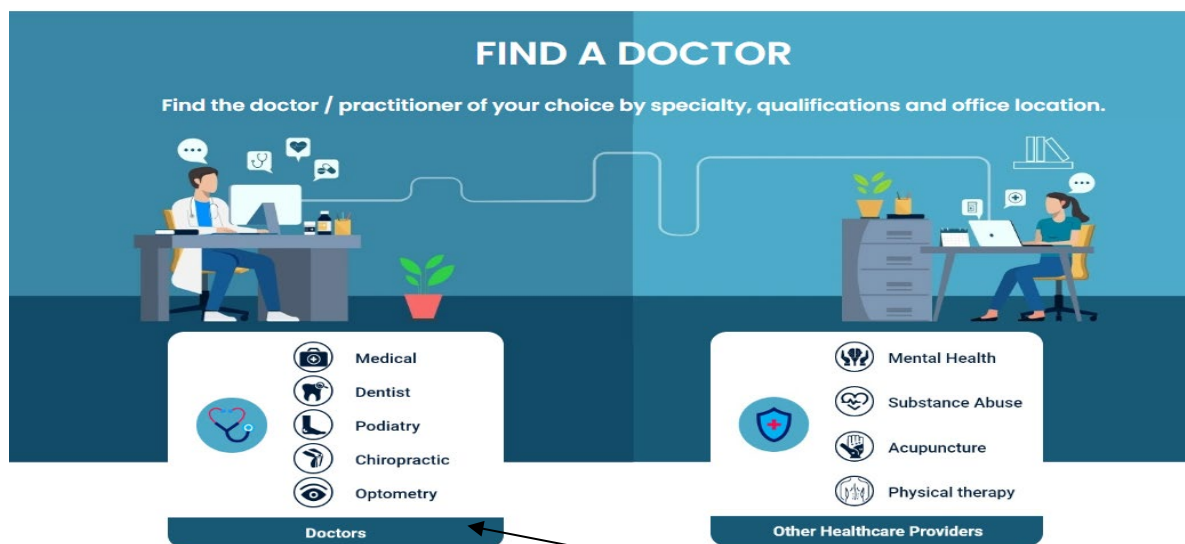 FIND A DOCTOR
Find the doctor / practitioner of your choice by specialty, qualifications and office location.
Medical
Dentist
Podiatry
Chiropractic
Optometry
Doctors
Mental Health
Substance Abuse
Acupuncture
Physical therapy
Other Healthcare Providers